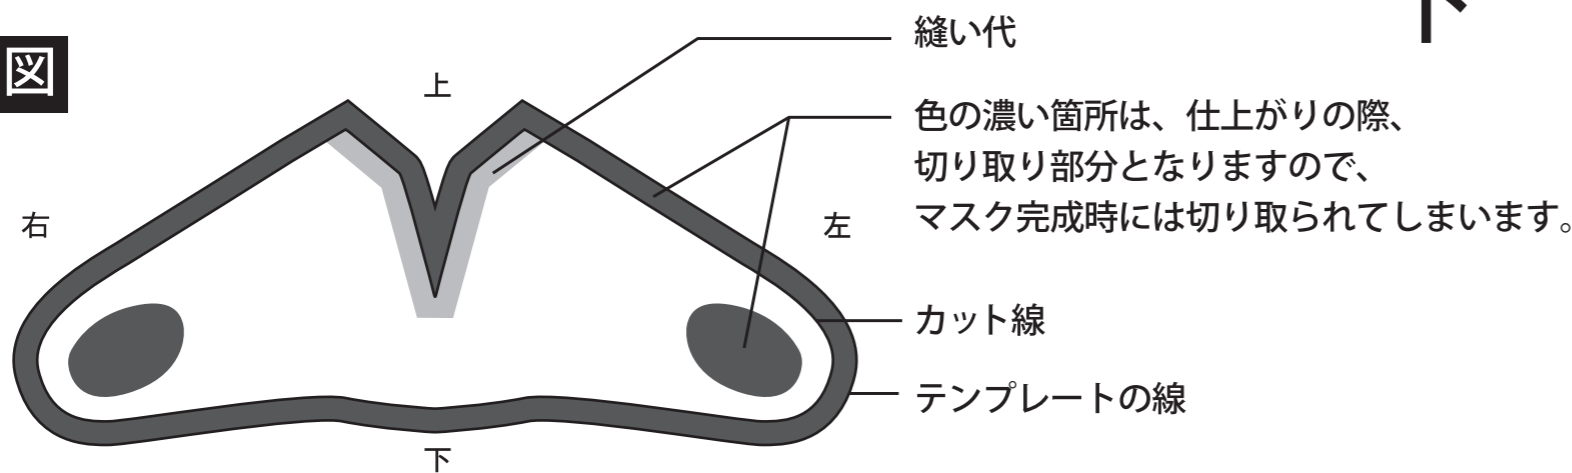 図
上
右
左
下
縫い代
色の濃い箇所は、仕上がりの際、
切り取り部分となりますので、
マスク完成時には切り取られてしまいます。
カット線
テンプレートの線